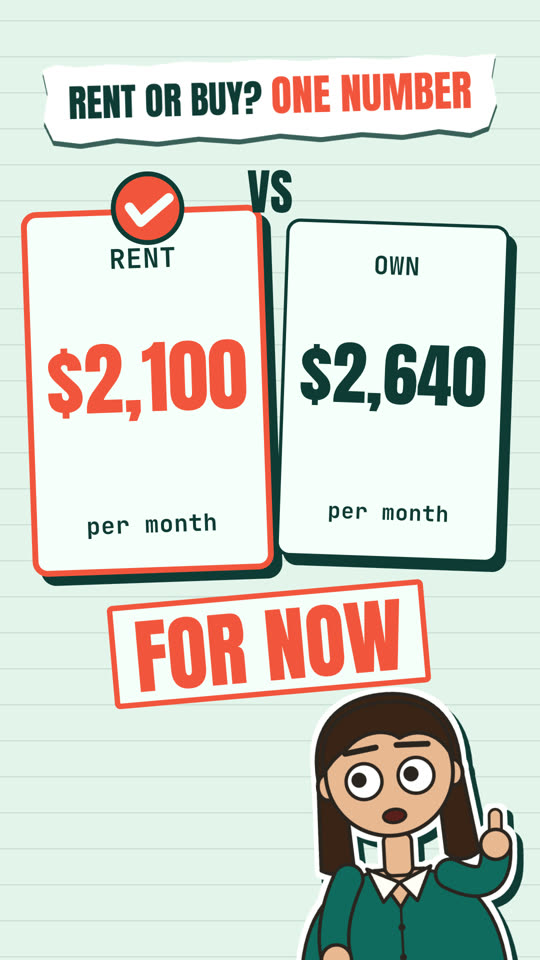 RENT OR BUY? ONE NUMBER
VS
RENT
$2,100
per month
OWN
$2,640
per month
FOR NOW